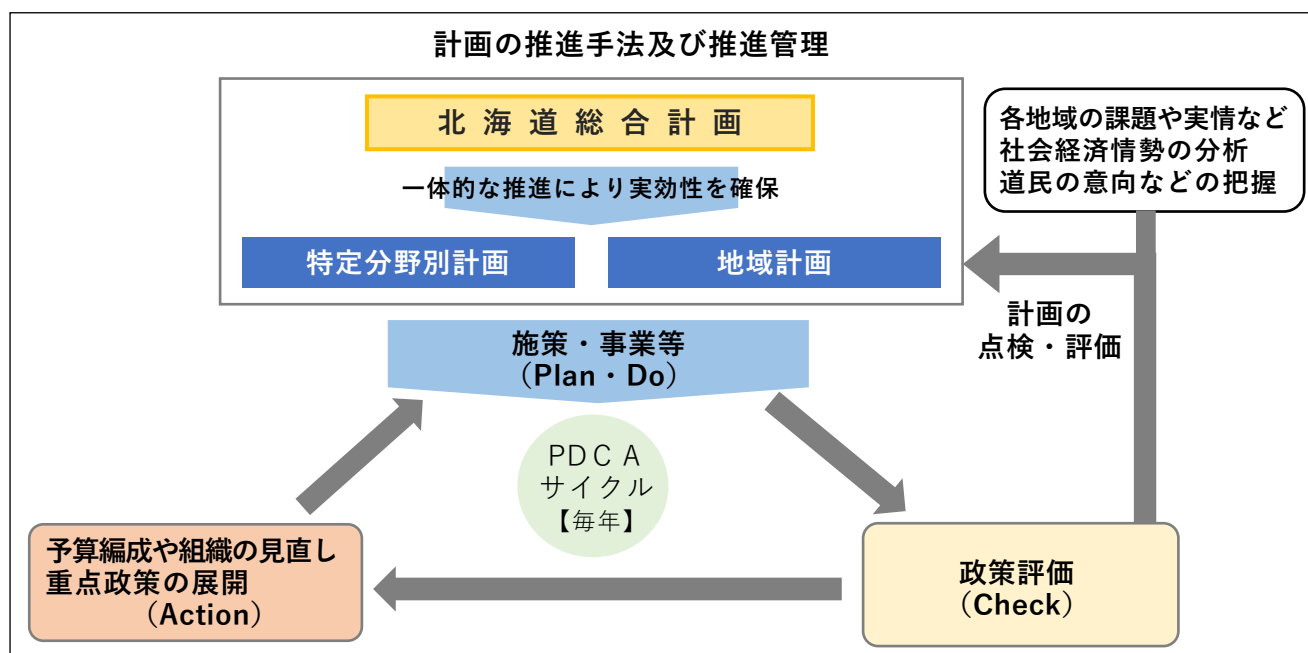 計画の推進手法及び推進管理
北海道総合計画
一体的な推進により実効性を確保
特定分野別計画
地域計画
各地域の課題や実情など
社会経済情勢の分析
道民の意向などの把握
計画の
点検・評価
施策・事業等
（Plan・Do）
PDCA
サイクル
【毎年】
予算編成や組織の見直し
重点政策の展開
（Action）
政策評価
（Check）